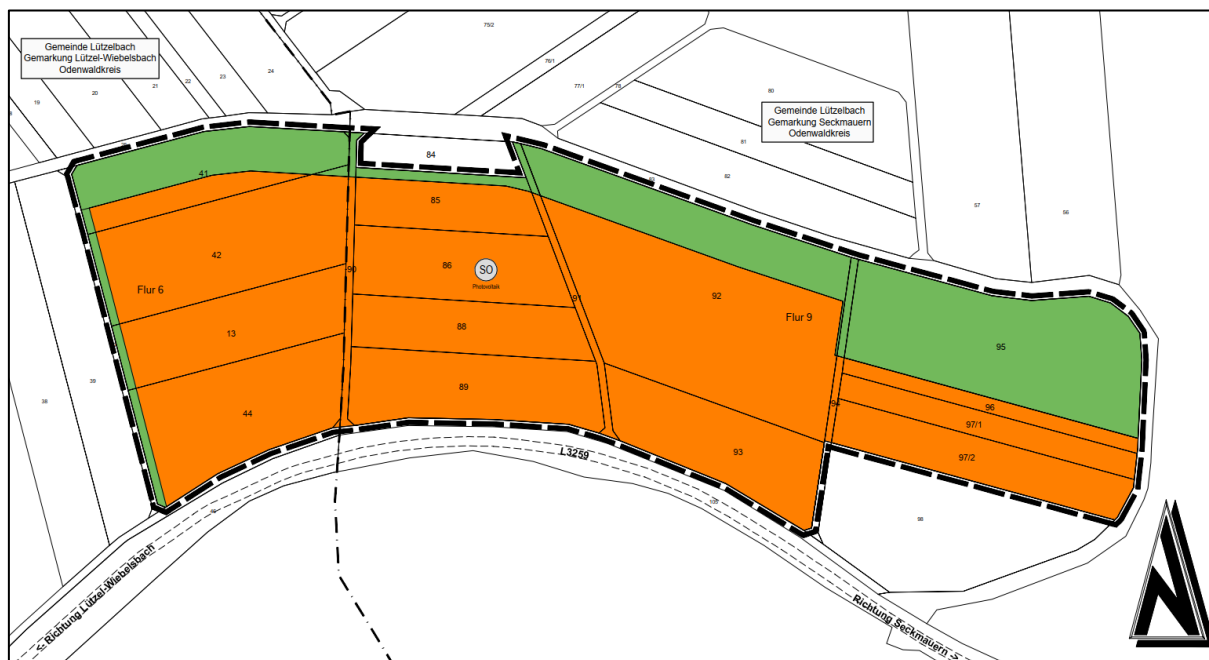 75/2
Gemeinde Lützelbach
Gemarkung Lützel-Wiebelsbach
Odenwaldkreis
24
23
22
21
20
19
76/1
77/1
78
80
Gemeinde Lützelbach
Gemarkung Seckmauern
Odenwaldkreis
81
82
83
84
41
85
57
56
42
86
SO
Photovoltaik
90
91
92
Flur 6
Flur 9
13
88
95
38
39
44
89
94
96
97/1
93
97/2
L3259
98
<- Richtung Lützel-Wiebelsbach
Richtung Seckmauern ->
N